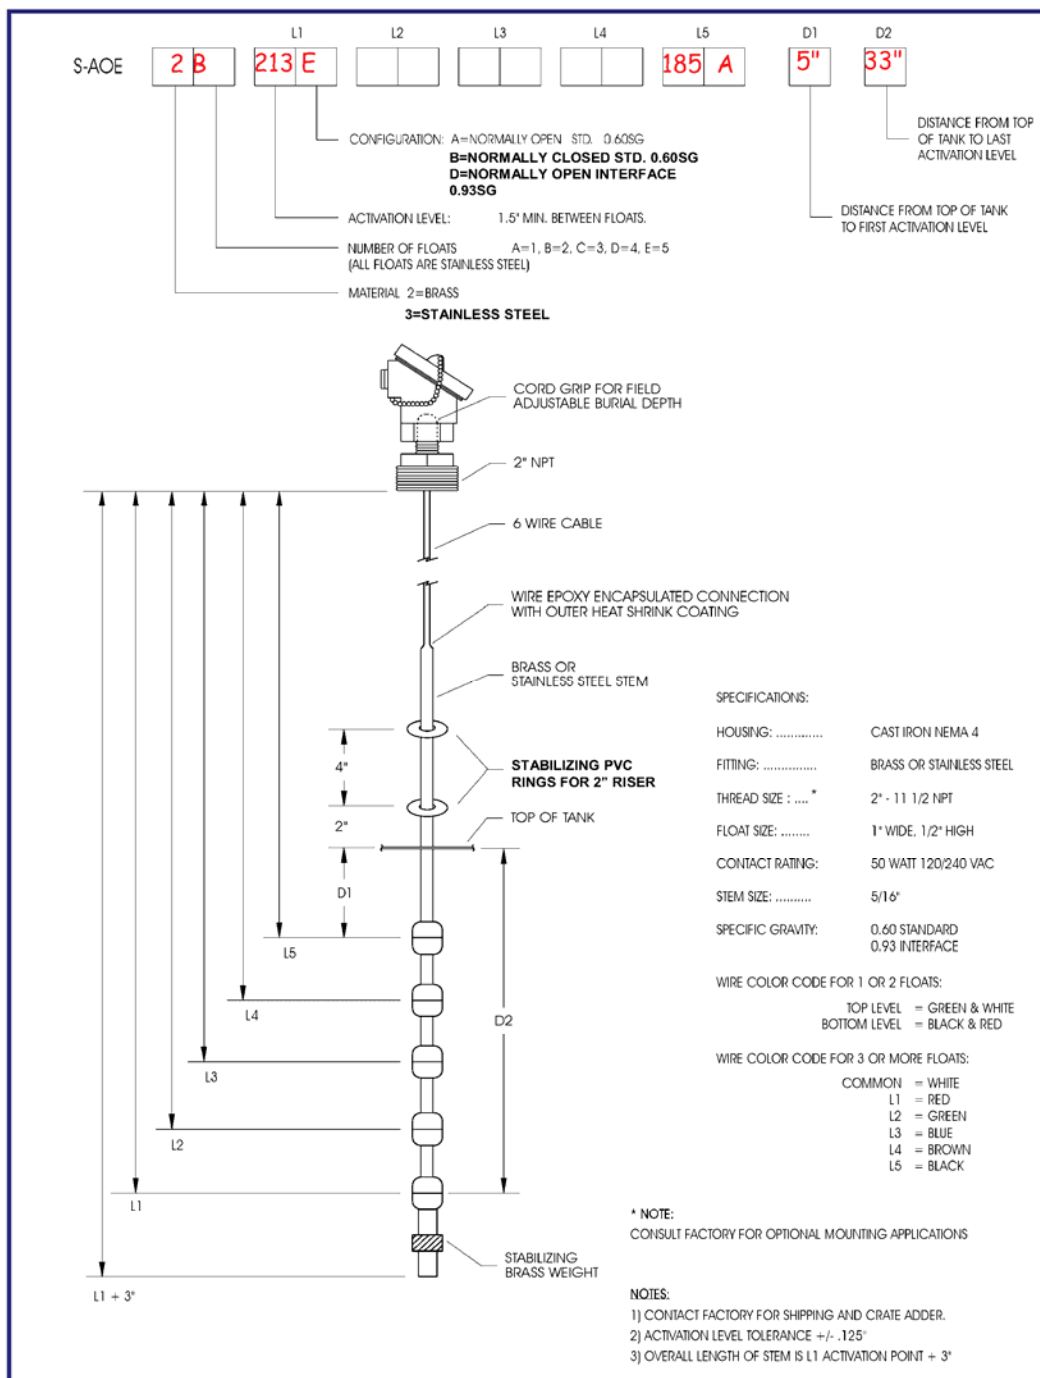 L1 L2 L3 L4 L5 D1 D2
S-AOE 2 B 213 E 185 A 5" 33"
DISTANCE FROM TOP
OF TANK TO LAST
ACTIVATION LEVEL
CONFIGURATION: A=NORMALLY OPEN STD. 0.60SG
B=NORMALLY CLOSED STD. 0.60SG
D=NORMALLY OPEN INTERFACE
0.93SG
DISTANCE FROM TOP OF TANK
TO FIRST ACTIVATION LEVEL
ACTIVATION LEVEL: 1.5" MIN. BETWEEN FLOATS.
NUMBER OF FLOATS A=1, B=2, C=3, D=4, E=5
(ALL FLOATS ARE STAINLESS STEEL)
MATERIAL 2=BRASS
3=STAINLESS STEEL
CORD GRIP FOR FIELD
ADJUSTABLE BURIAL DEPTH
2" NPT
6 WIRE CABLE
WIRE EPOXY ENCAPSULATED CONNECTION
WITH OUTER HEAT SHRINK COATING
BRASS OR
STAINLESS STEEL STEM
4"
STABILIZING PVC
RINGS FOR 2" RISER
2"
TOP OF TANK
D1
L5
L4
D2
L3
L2
L1
STABILIZING
BRASS WEIGHT
L1 + 3"
SPECIFICATIONS:
HOUSING: ............. CAST IRON NEMA 4
FITTING: ............... BRASS OR STAINLESS STEEL
THREAD SIZE : .... * 2" - 11 1/2 NPT
FLOAT SIZE: ........ 1" WIDE, 1/2" HIGH
CONTACT RATING: 50 WATT 120/240 VAC
STEM SIZE: .......... 5/16"
SPECIFIC GRAVITY: 0.60 STANDARD
0.93 INTERFACE
WIRE COLOR CODE FOR 1 OR 2 FLOATS:
TOP LEVEL = GREEN & WHITE
BOTTOM LEVEL = BLACK & RED
WIRE COLOR CODE FOR 3 OR MORE FLOATS:
COMMON = WHITE
L1 = RED
L2 = GREEN
L3 = BLUE
L4 = BROWN
L5 = BLACK
* NOTE:
CONSULT FACTORY FOR OPTIONAL MOUNTING APPLICATIONS
NOTES:
1) CONTACT FACTORY FOR SHIPPING AND CRATE ADDER.
2) ACTIVATION LEVEL TOLERANCE +/- .125"
3) OVERALL LENGTH OF STEM IS L1 ACTIVATION POINT + 3"